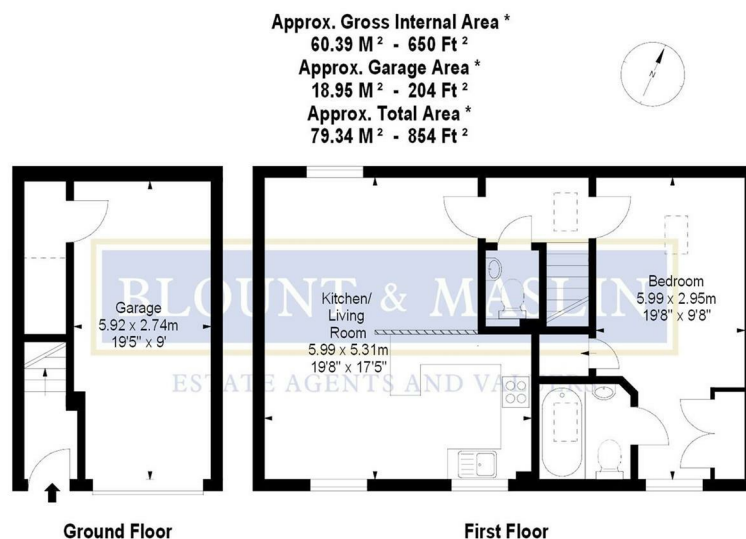 Approx. Gross Internal Area *
60.39 M² - 650 Ft²
Approx. Garage Area *
18.95 M² - 204 Ft²
Approx. Total Area *
79.34 M² - 854 Ft²
N
BLOUNT & MASLIN
ESTATE AGENTS AND
Garage
5.92 x 2.74m
19'5" x 9'
Kitchen/
Living
Room
5.99 x 5.31m
19'8" x 17'5"
Bedroom
5.99 x 2.95m
19'8" x 9'8"
Ground Floor
First Floor